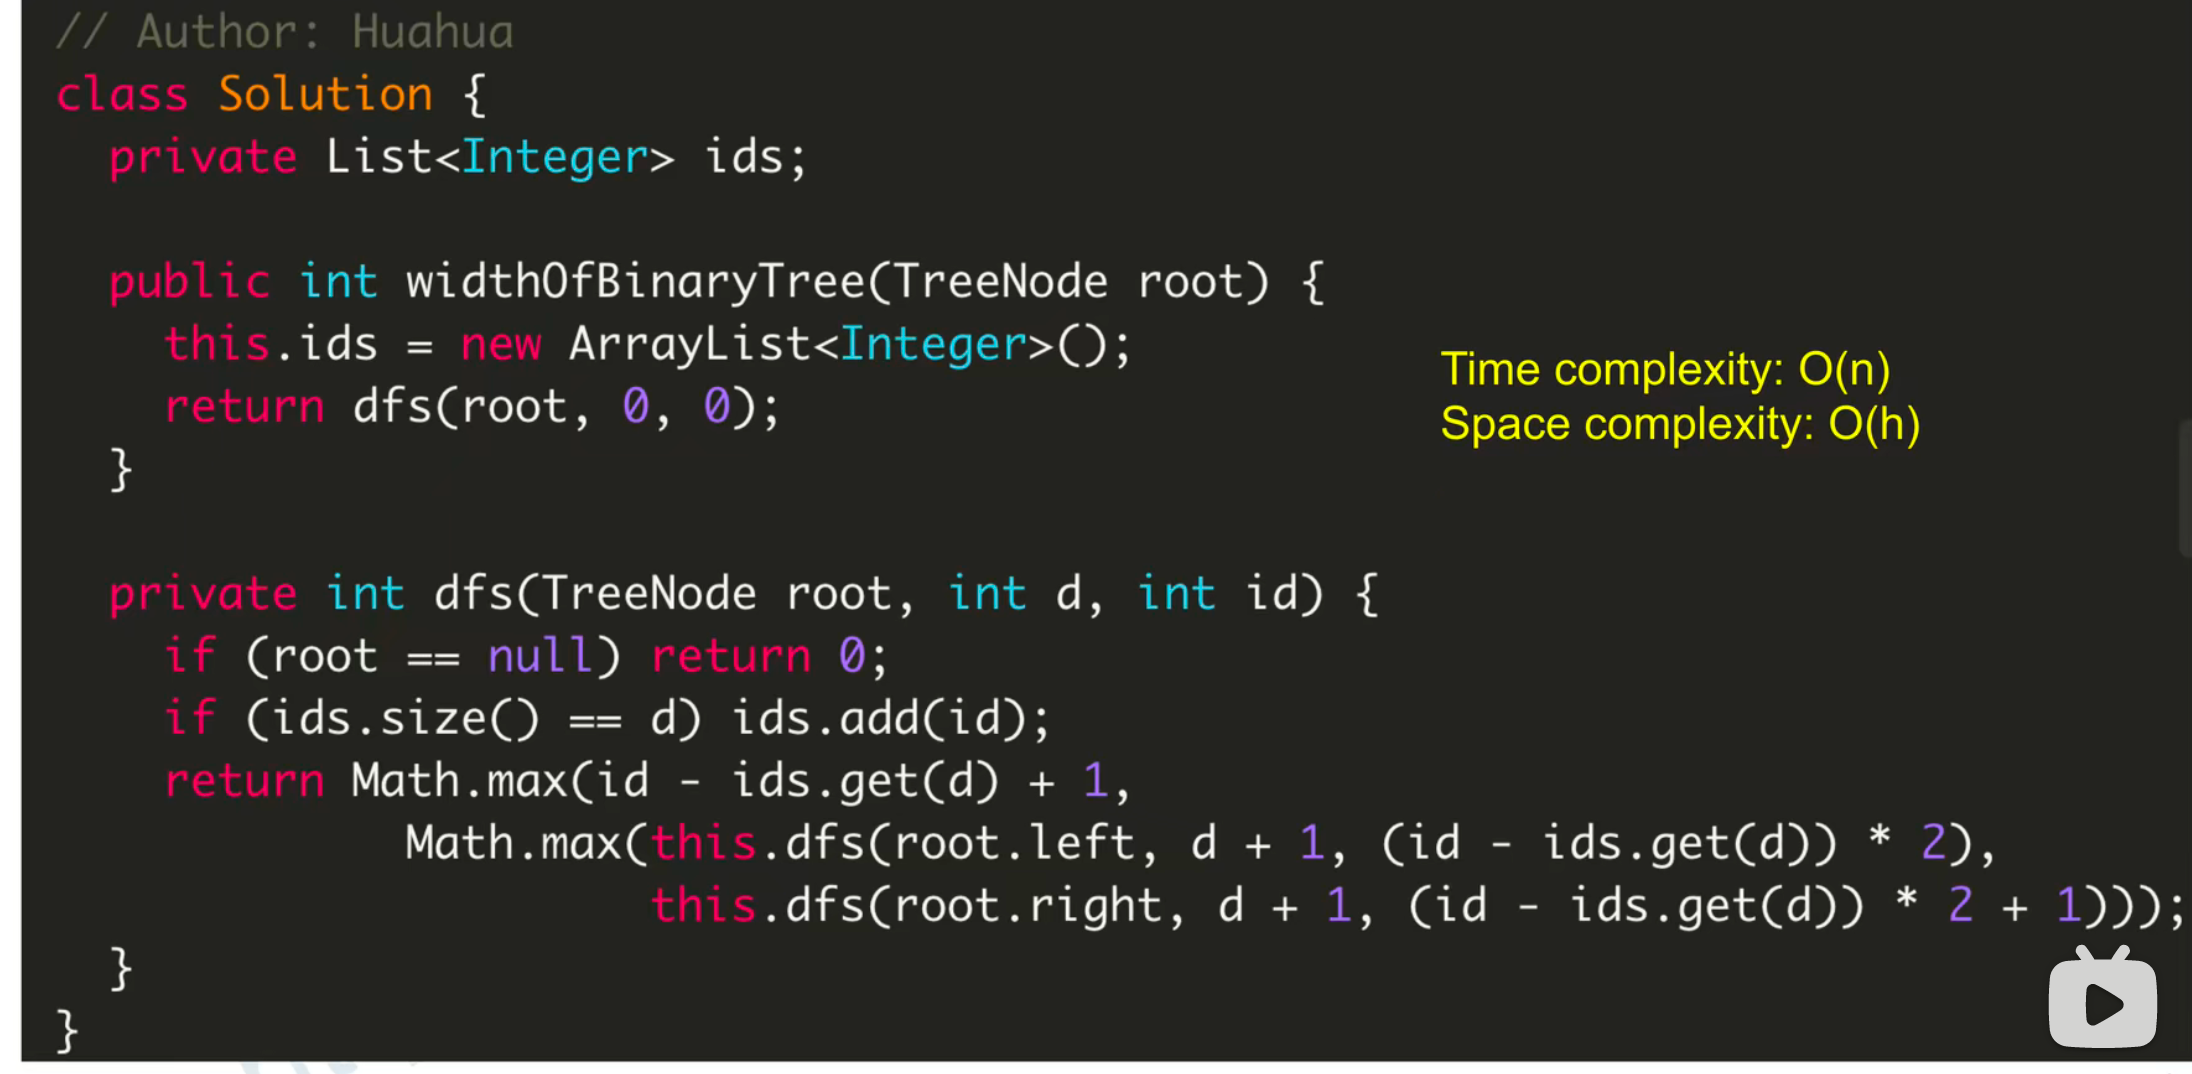 // Author: Huahua
class Solution {
  private List<Integer> ids;
  public int widthOfBinaryTree(TreeNode root) {
    this.ids = new ArrayList<Integer>();
    return dfs(root, 0, 0);
  }
Time complexity: O(n)
Space complexity: O(h)
  private int dfs(TreeNode root, int d, int id) {
    if (root == null) return 0;
    if (ids.size() == d) ids.add(id);
    return Math.max(id - ids.get(d) + 1,
             Math.max(this.dfs(root.left, d + 1, (id - ids.get(d)) * 2),
                      this.dfs(root.right, d + 1, (id - ids.get(d)) * 2 + 1)));
  }
}